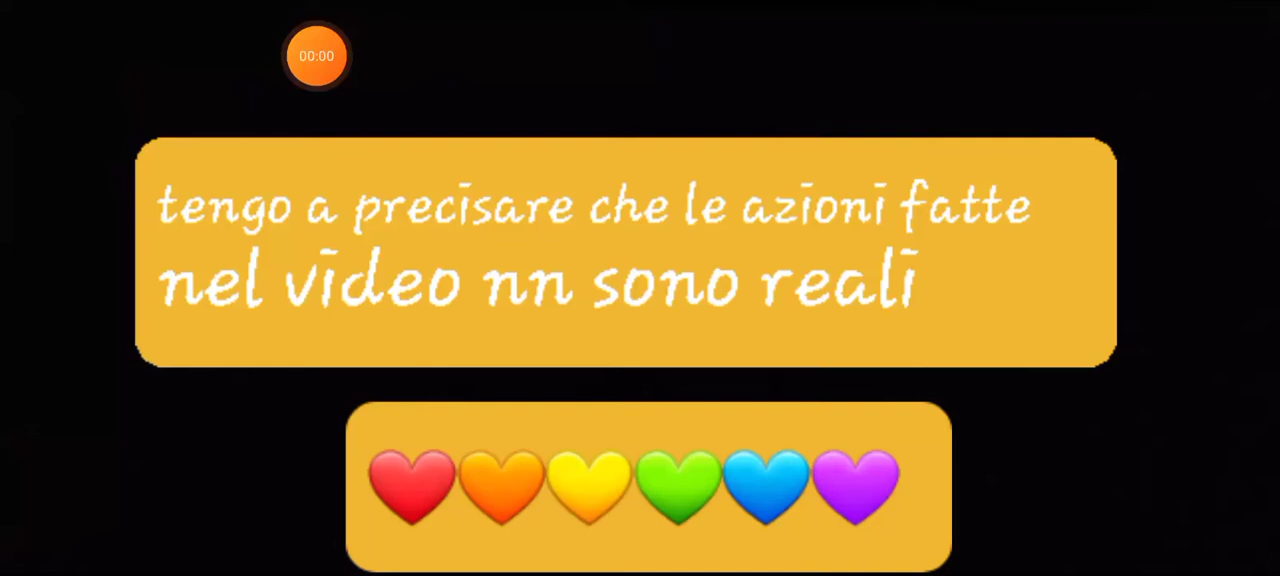 00:00
tengo a precisare che le azioni fatte
nel video nn sono reali
❤️🧡💛💚💙💜